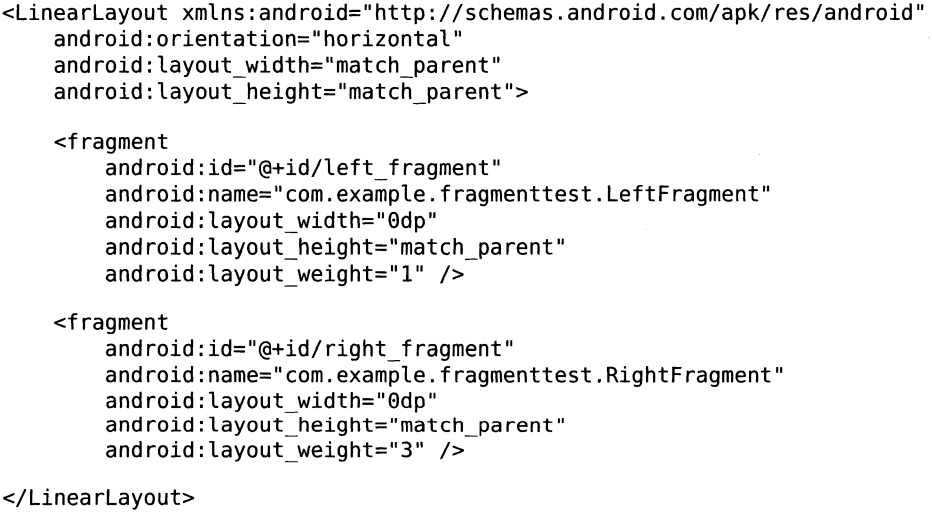 <LinearLayout xmlns:android="http://schemas.android.com/apk/res/android"
    android:orientation="horizontal"
    android:layout_width="match_parent"
    android:layout_height="match_parent">

    <fragment
        android:id="@+id/left_fragment"
        android:name="com.example.fragmenttest.LeftFragment"
        android:layout_width="0dp"
        android:layout_height="match_parent"
        android:layout_weight="1" />

    <fragment
        android:id="@+id/right_fragment"
        android:name="com.example.fragmenttest.RightFragment"
        android:layout_width="0dp"
        android:layout_height="match_parent"
        android:layout_weight="3" />

</LinearLayout>